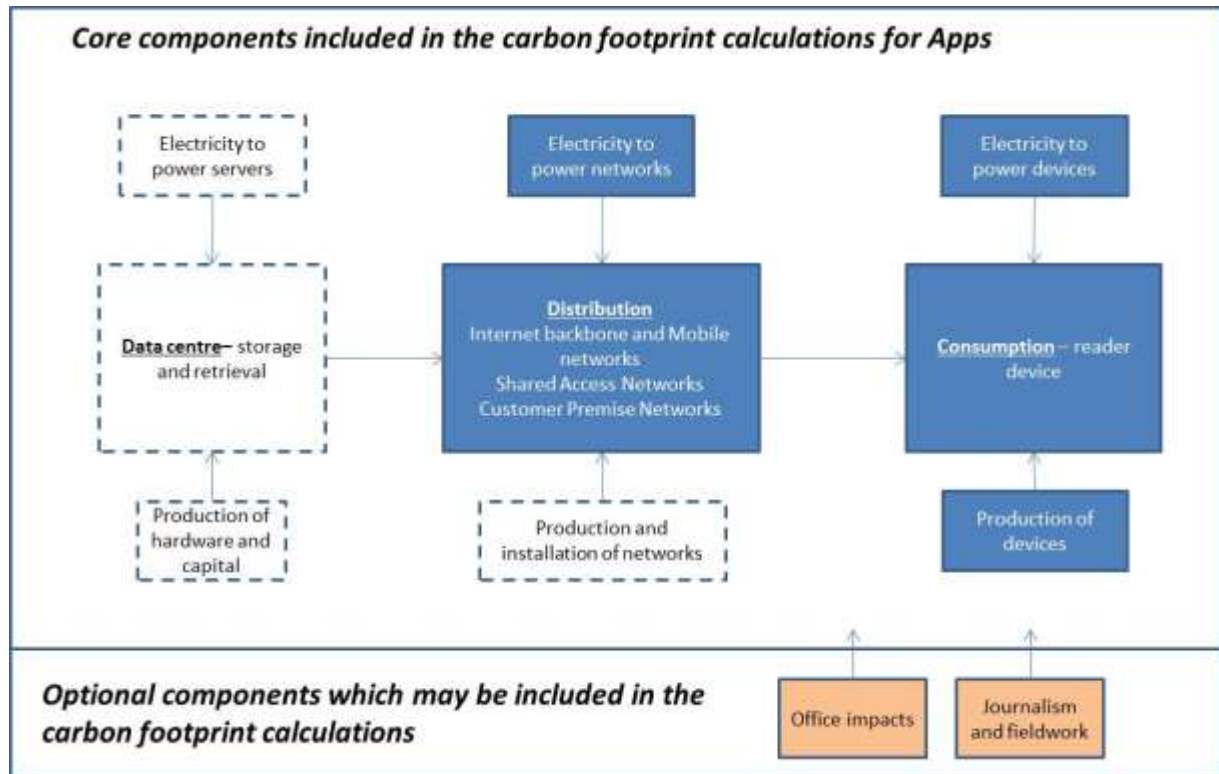 Core components included in the carbon footprint calculations for Apps
Electricity to
power servers
Electricity to
power networks
Electricity to
power devices
Data centre– storage
and retrieval
Distribution
Internet backbone and Mobile
networks
Shared Access Networks
Customer Premise Networks
Consumption – reader
device
Production of
hardware and
capital
Production and
installation of networks
Production of
devices
Optional components which may be included in the
carbon footprint calculations
Office impacts
Journalism
and fieldwork